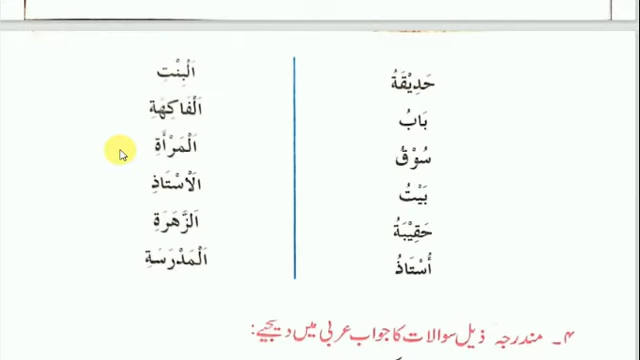 حَدِيْقَةُ
بَابُ
سُوْقُ
بَيْتُ
حَقِيْبَةُ
أُسْتَاذُ
اَلْبِنْتِ
اَلْفَاكِهَةِ
اَلْمَرْأَةِ
اَلْاُسْتَاذِ
اَلزَّهَرَةِ
اَلْمَدْرَسَةِ
۴۔ مندرجہ ذیل سوالات کا جواب عربی میں دیجیے: